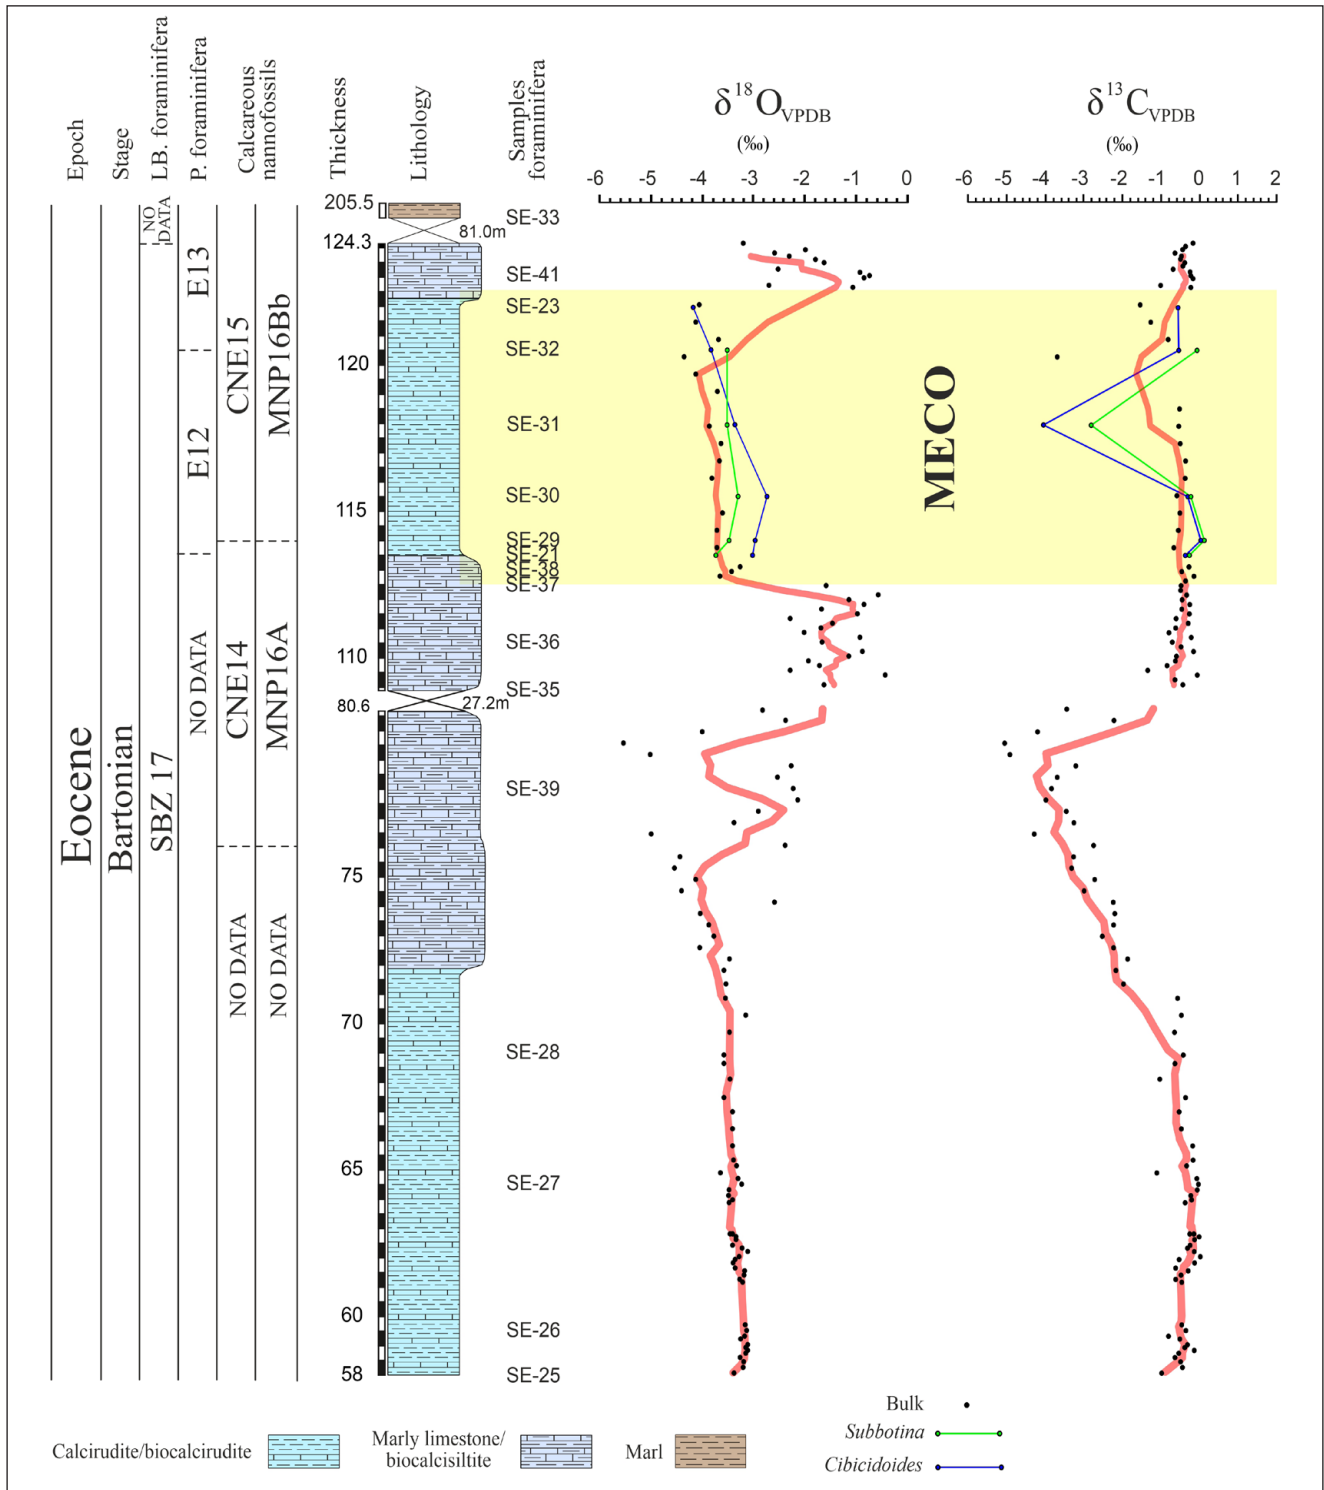 Epoch
Stage
LB. foraminifera
P. foraminifera
Calcareous
nannofossils
Thickness
Lithology
Samples
foraminifera
δ18OVPDB
(‰)
-6 -5 -4 -3 -2 -1 0
δ13CVPDB
(‰)
-6 -5 -4 -3 -2 -1 0 1 2
Eocene
Bartonian
NO
DATA
SBZ 17
E13
E12
NO DATA
CNE15
CNE14
NO DATA
MNP16Bb
MNP16A
NO DATA
205.5
124.3
120
115
110
80.6
75
70
65
60
58
81.0m
27.2m
SE-33
SE-41
SE-23
SE-32
SE-31
SE-30
SE-29
SE-21
SE-38
SE-37
SE-36
SE-35
SE-39
SE-28
SE-27
SE-26
SE-25
MECO
Calcirudite/biocalcirudite
Marly limestone/
biocalcisiltite
Marl
Bulk
Subbotina
Cibicidoides